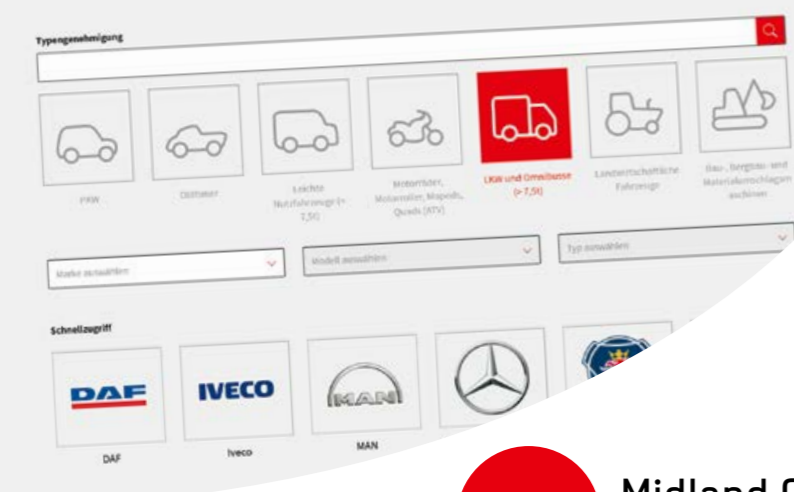 Typengenehmigung
PKW
Oldtimer
Leichte
Nutzfahrzeuge (<
7,5t)
Motorräder,
Motorroller, Mopeds,
Quads (ATV)
LKW und Omnibusse
(> 7,5t)
Landwirtschaftliche
Fahrzeuge
Bau-, Bergbau- und
Materialumschlagm
aschinen
Marke auswählen
Modell auswählen
Typ auswählen
Schnellzugriff
DAF
IVECO
MAN
DAF
Iveco
MAN
Midland